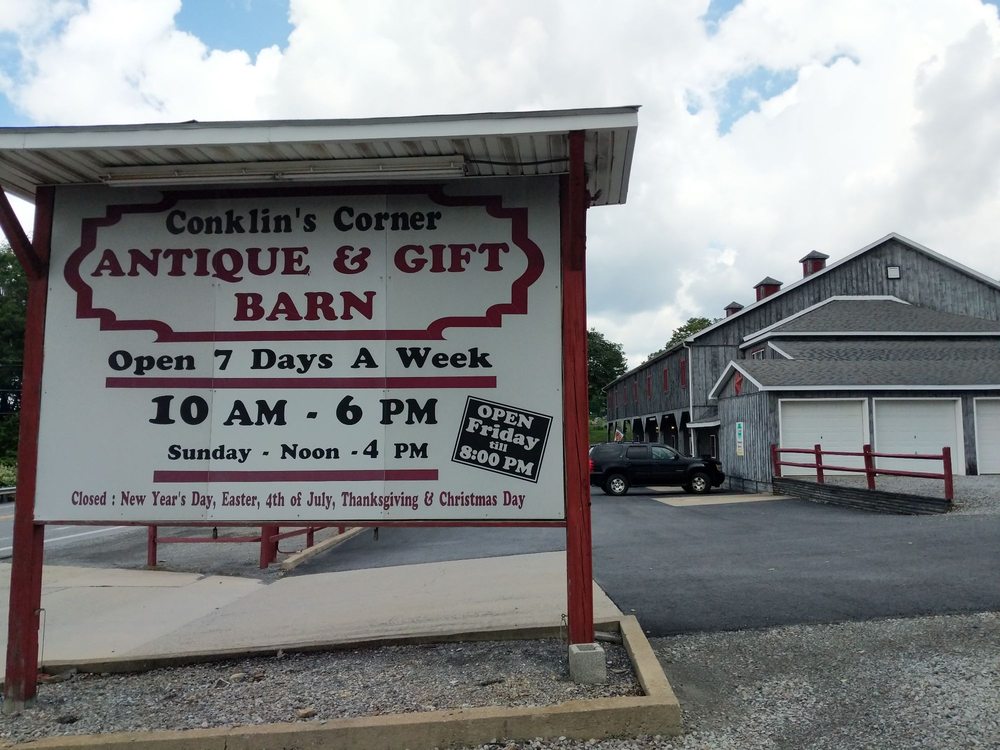 Conklin's Corner
ANTIQUE & GIFT
BARN
Open 7 Days A Week
10 AM - 6 PM
Sunday - Noon - 4 PM
OPEN
Friday
till
8:00 PM
Closed : New Year's Day, Easter, 4th of July, Thanksgiving & Christmas Day